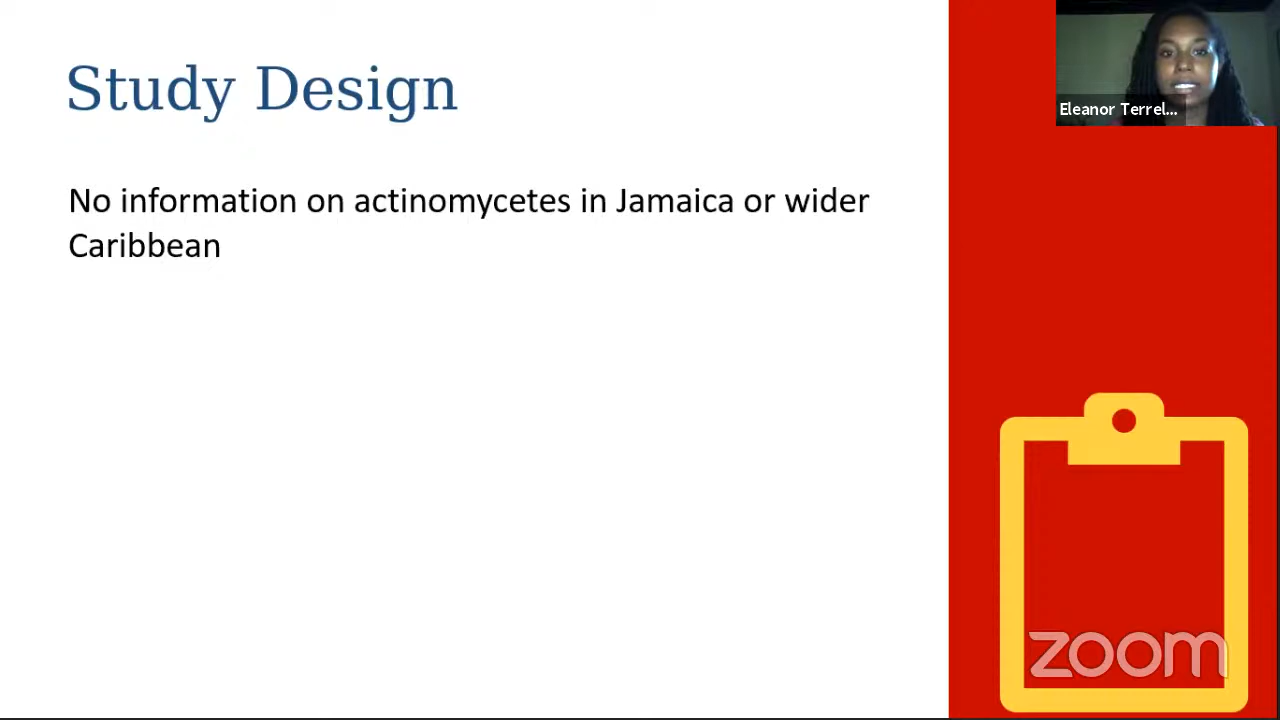 Study Design
Eleanor Terrel...
No information on actinomycetes in Jamaica or wider
Caribbean
zoom